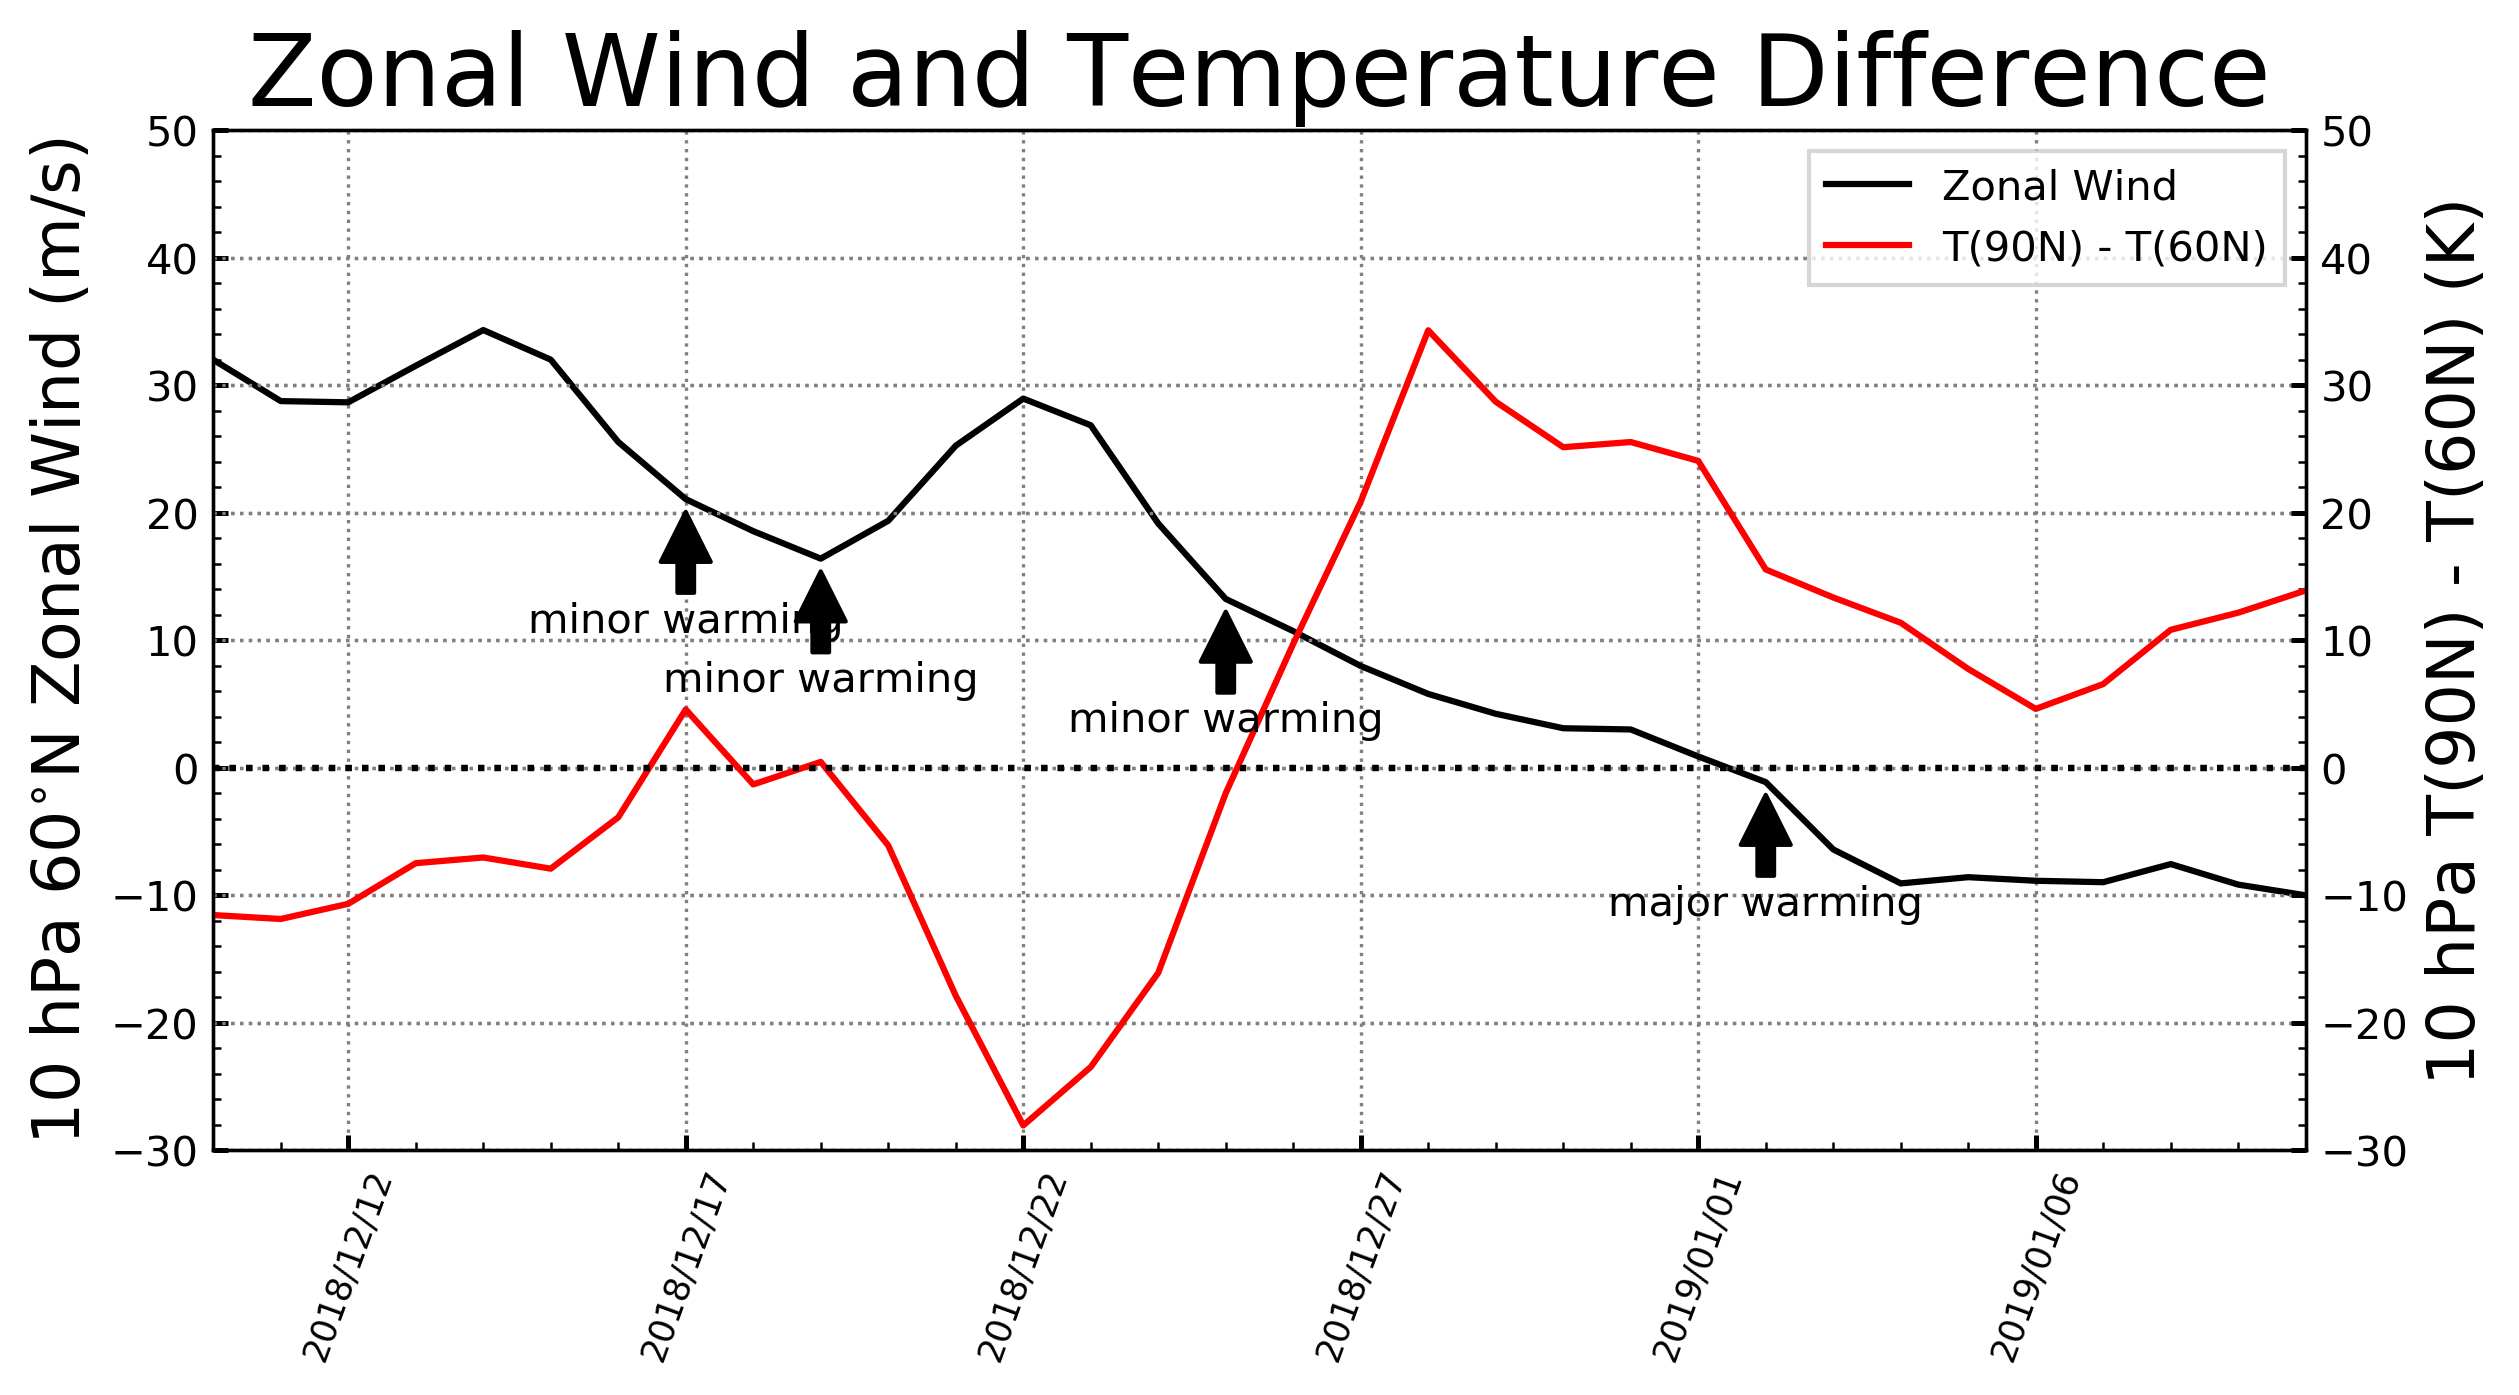 Zonal Wind and Temperature Difference
10 hPa 60°N Zonal Wind (m/s)
50
40
30
20
10
0
−10
−20
−30
Zonal Wind
T(90N) - T(60N)
minor warming
minor warming
minor warming
major warming
50
40
30
20
10
0
−10
−20
−30
10 hPa T(90N) - T(60N) (K)
2018/12/12
2018/12/17
2018/12/22
2018/12/27
2019/01/01
2019/01/06